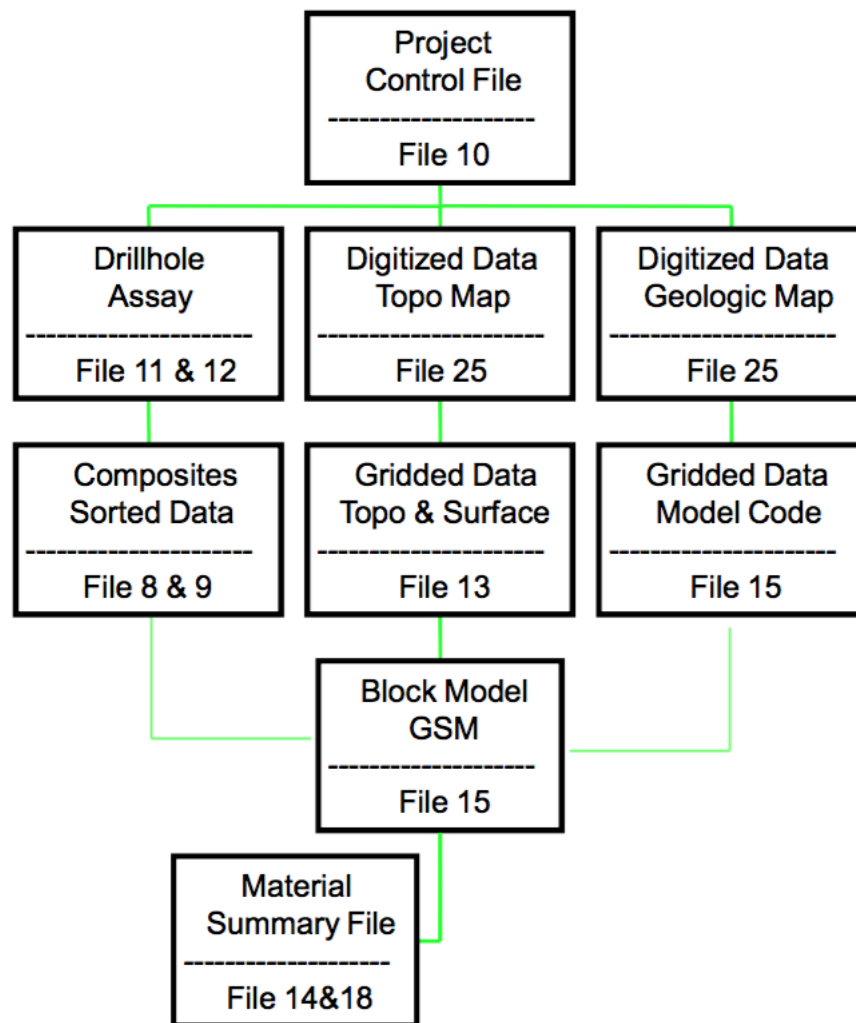 Project
Control File
--------------------
File 10
Drillhole
Assay
----------------------
File 11 & 12
Digitized Data
Topo Map
----------------------
File 25
Digitized Data
Geologic Map
----------------------
File 25
Composites
Sorted Data
----------------------
File 8 & 9
Gridded Data
Topo & Surface
----------------------
File 13
Gridded Data
Model Code
----------------------
File 15
Block Model
GSM
--------------------
File 15
Material
Summary File
--------------------
File 14&18